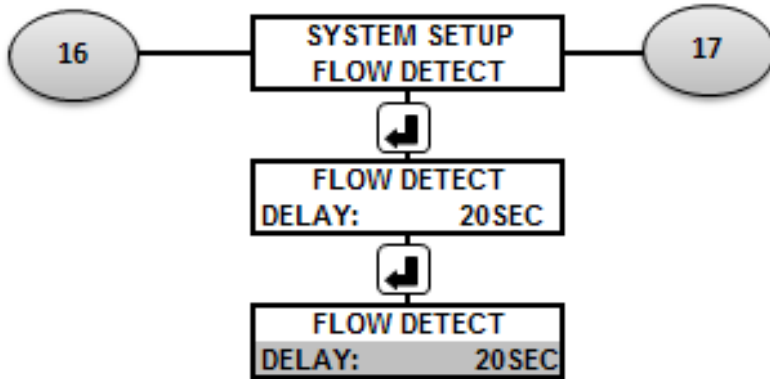 16
SYSTEM SETUP
FLOW DETECT
17
FLOW DETECT
DELAY: 20SEC
FLOW DETECT
DELAY: 20SEC